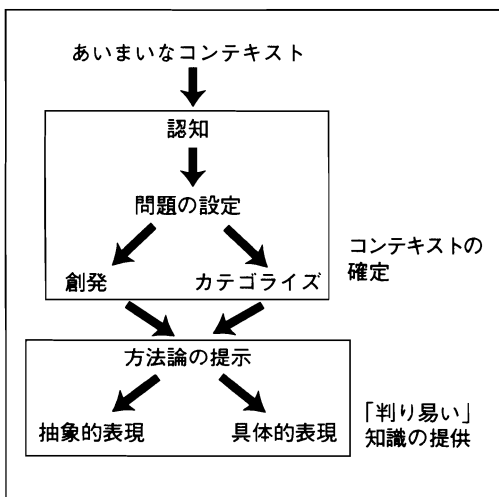 あいまいなコンテキスト
認知
問題の設定
創発
カテゴライズ
コンテキストの
確定
方法論の提示
抽象的表現
具体的表現
「判り易い」
知識の提供